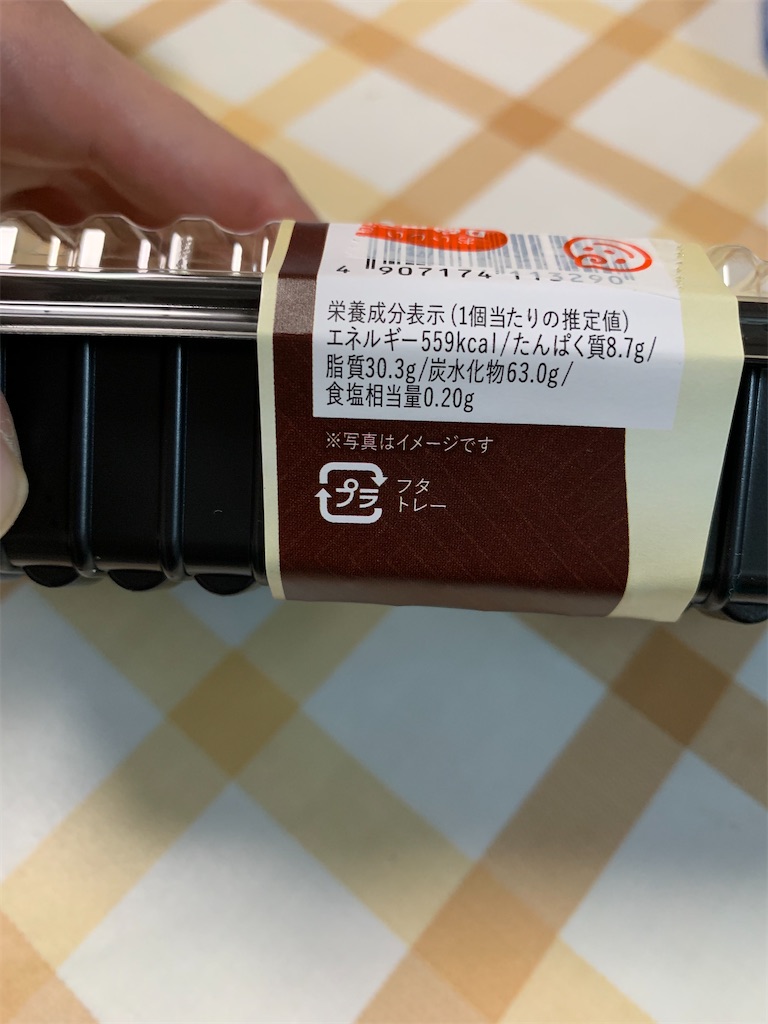 4 907174 113290
栄養成分表示(1個当たりの推定値)
エネルギー559kcal/たんぱく質8.7g/
脂質30.3g/炭水化物63.0g/
食塩相当量0.20g
※写真はイメージです
プラ
フタ
トレー